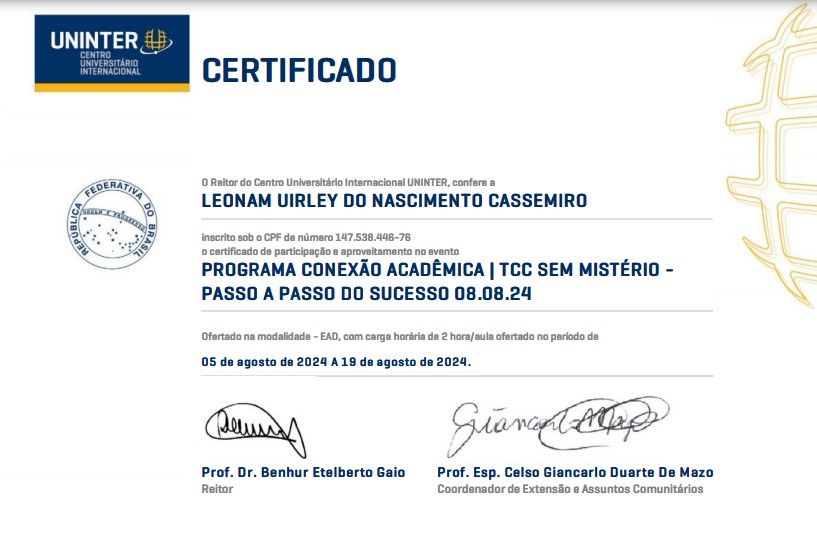 UNINTER
CENTRO
UNIVERSITÁRIO
INTERNACIONAL
CERTIFICADO
REPÚBLICA FEDERATIVA DO BRASIL
ORDEM E PROGRESSO
O Reitor do Centro Universitário Internacional UNINTER, confere a
LEONAM UIRLEY DO NASCIMENTO CASSEMIRO
inscrito sob o CPF de número 147.538.446-76
o certificado de participação e aproveitamento no evento
PROGRAMA CONEXÃO ACADÊMICA | TCC SEM MISTÉRIO -
PASSO A PASSO DO SUCESSO 08.08.24
Ofertado na modalidade - EAD, com carga horária de 2 hora/aula ofertado no período de
05 de agosto de 2024 A 19 de agosto de 2024.
Prof. Dr. Benhur Etelberto Gaio
Reitor
Prof. Esp. Celso Giancarlo Duarte De Mazo
Coordenador de Extensão e Assuntos Comunitários